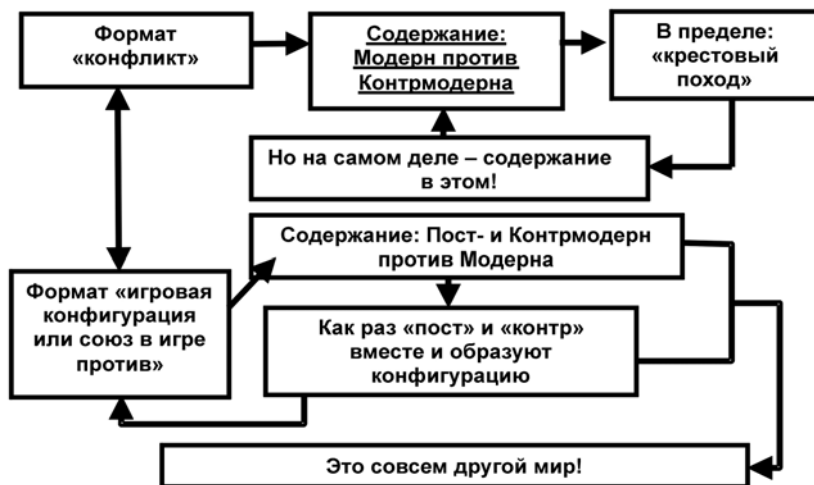 Формат
«конфликт»
Содержание:
Модерн против
Контрмодерна
В пределе:
«крестовый
поход»
Но на самом деле – содержание
в этом!
Содержание: Пост- и Контрмодерн
против Модерна
Формат «игровая
конфигурация
или союз в игре
против»
Как раз «пост» и «контр»
вместе и образуют
конфигурацию
Это совсем другой мир!